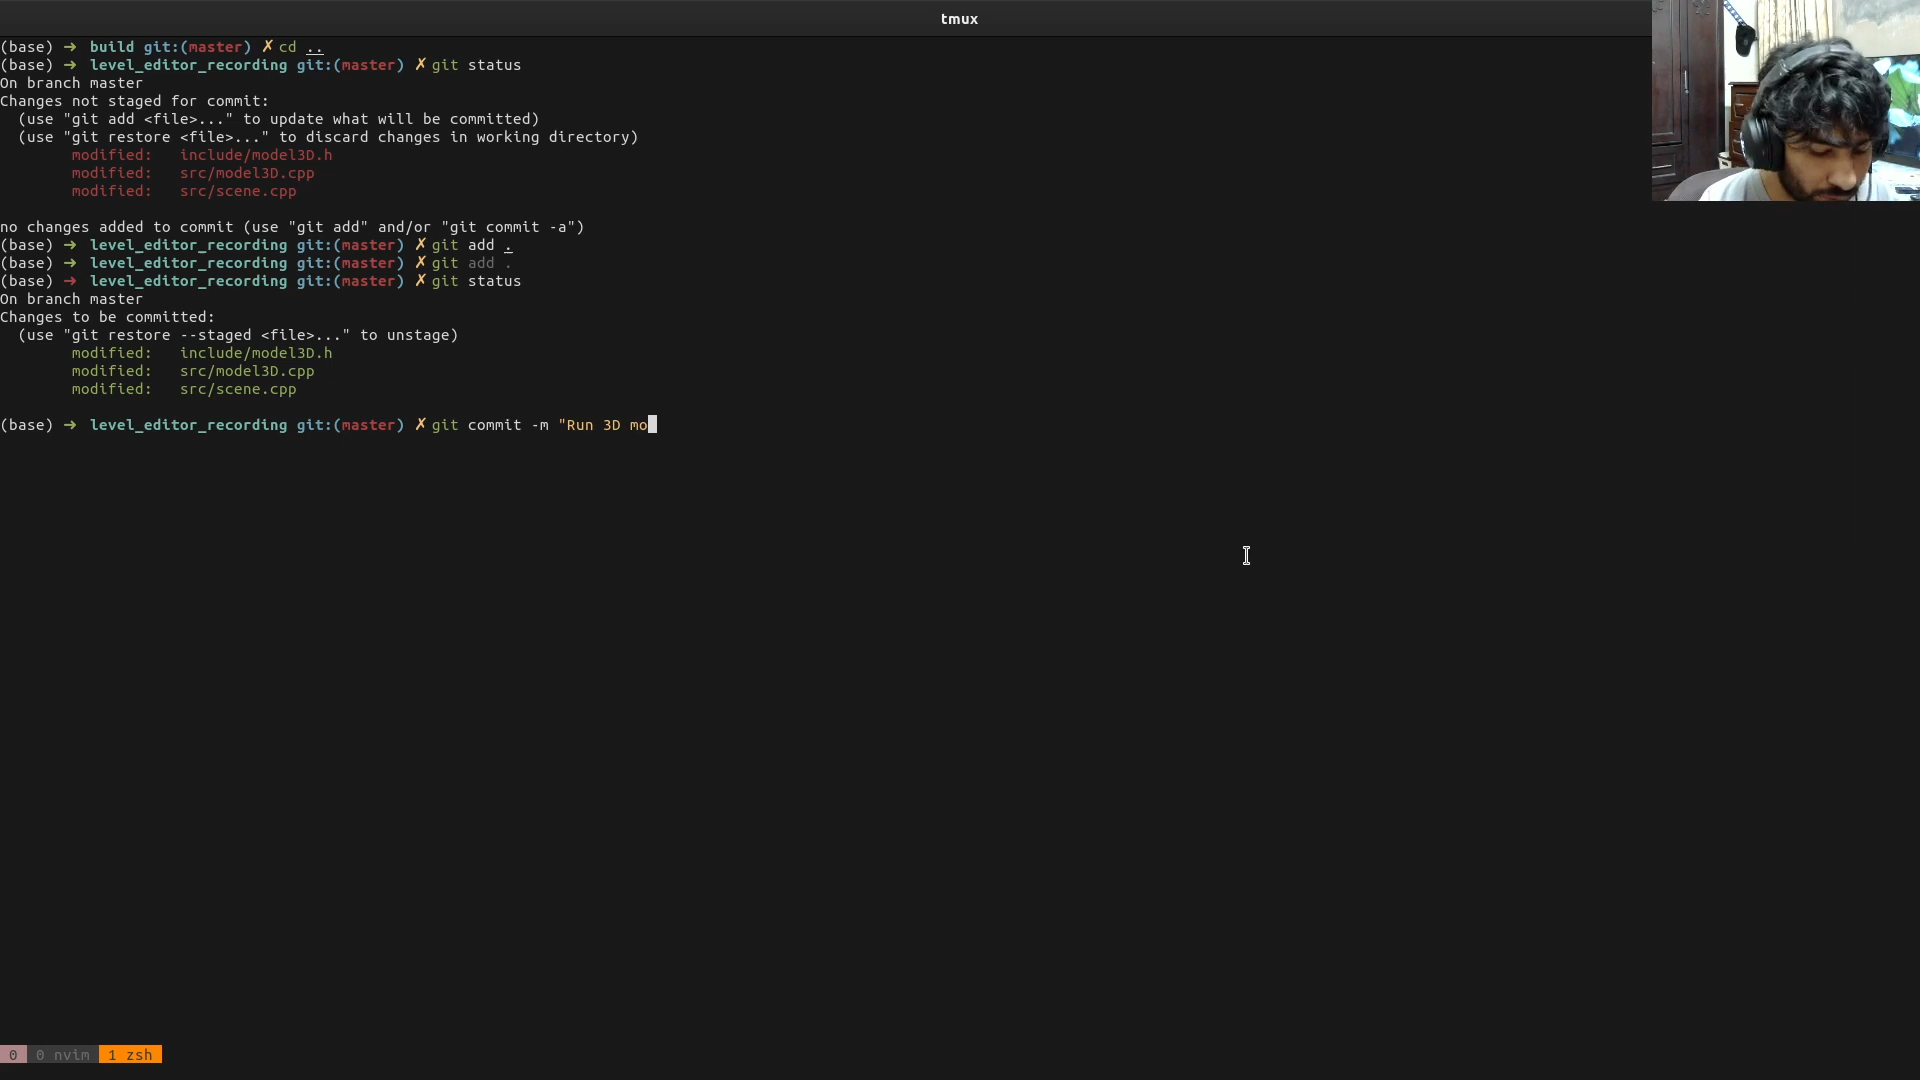 tmux
(base) ➜ build git:(master) ✗ cd ..
(base) ➜ level_editor_recording git:(master) ✗ git status
On branch master
Changes not staged for commit:
  (use "git add <file>..." to update what will be committed)
  (use "git restore <file>..." to discard changes in working directory)
        modified:   include/model3D.h
        modified:   src/model3D.cpp
        modified:   src/scene.cpp
no changes added to commit (use "git add" and/or "git commit -a")
(base) ➜ level_editor_recording git:(master) ✗ git add .
(base) ➜ level_editor_recording git:(master) ✗ git add .
(base) ➜ level_editor_recording git:(master) ✗ git status
On branch master
Changes to be committed:
  (use "git restore --staged <file>..." to unstage)
        modified:   include/model3D.h
        modified:   src/model3D.cpp
        modified:   src/scene.cpp
(base) ➜ level_editor_recording git:(master) ✗ git commit -m "Run 3D mo
0 0 nvim 1 zsh